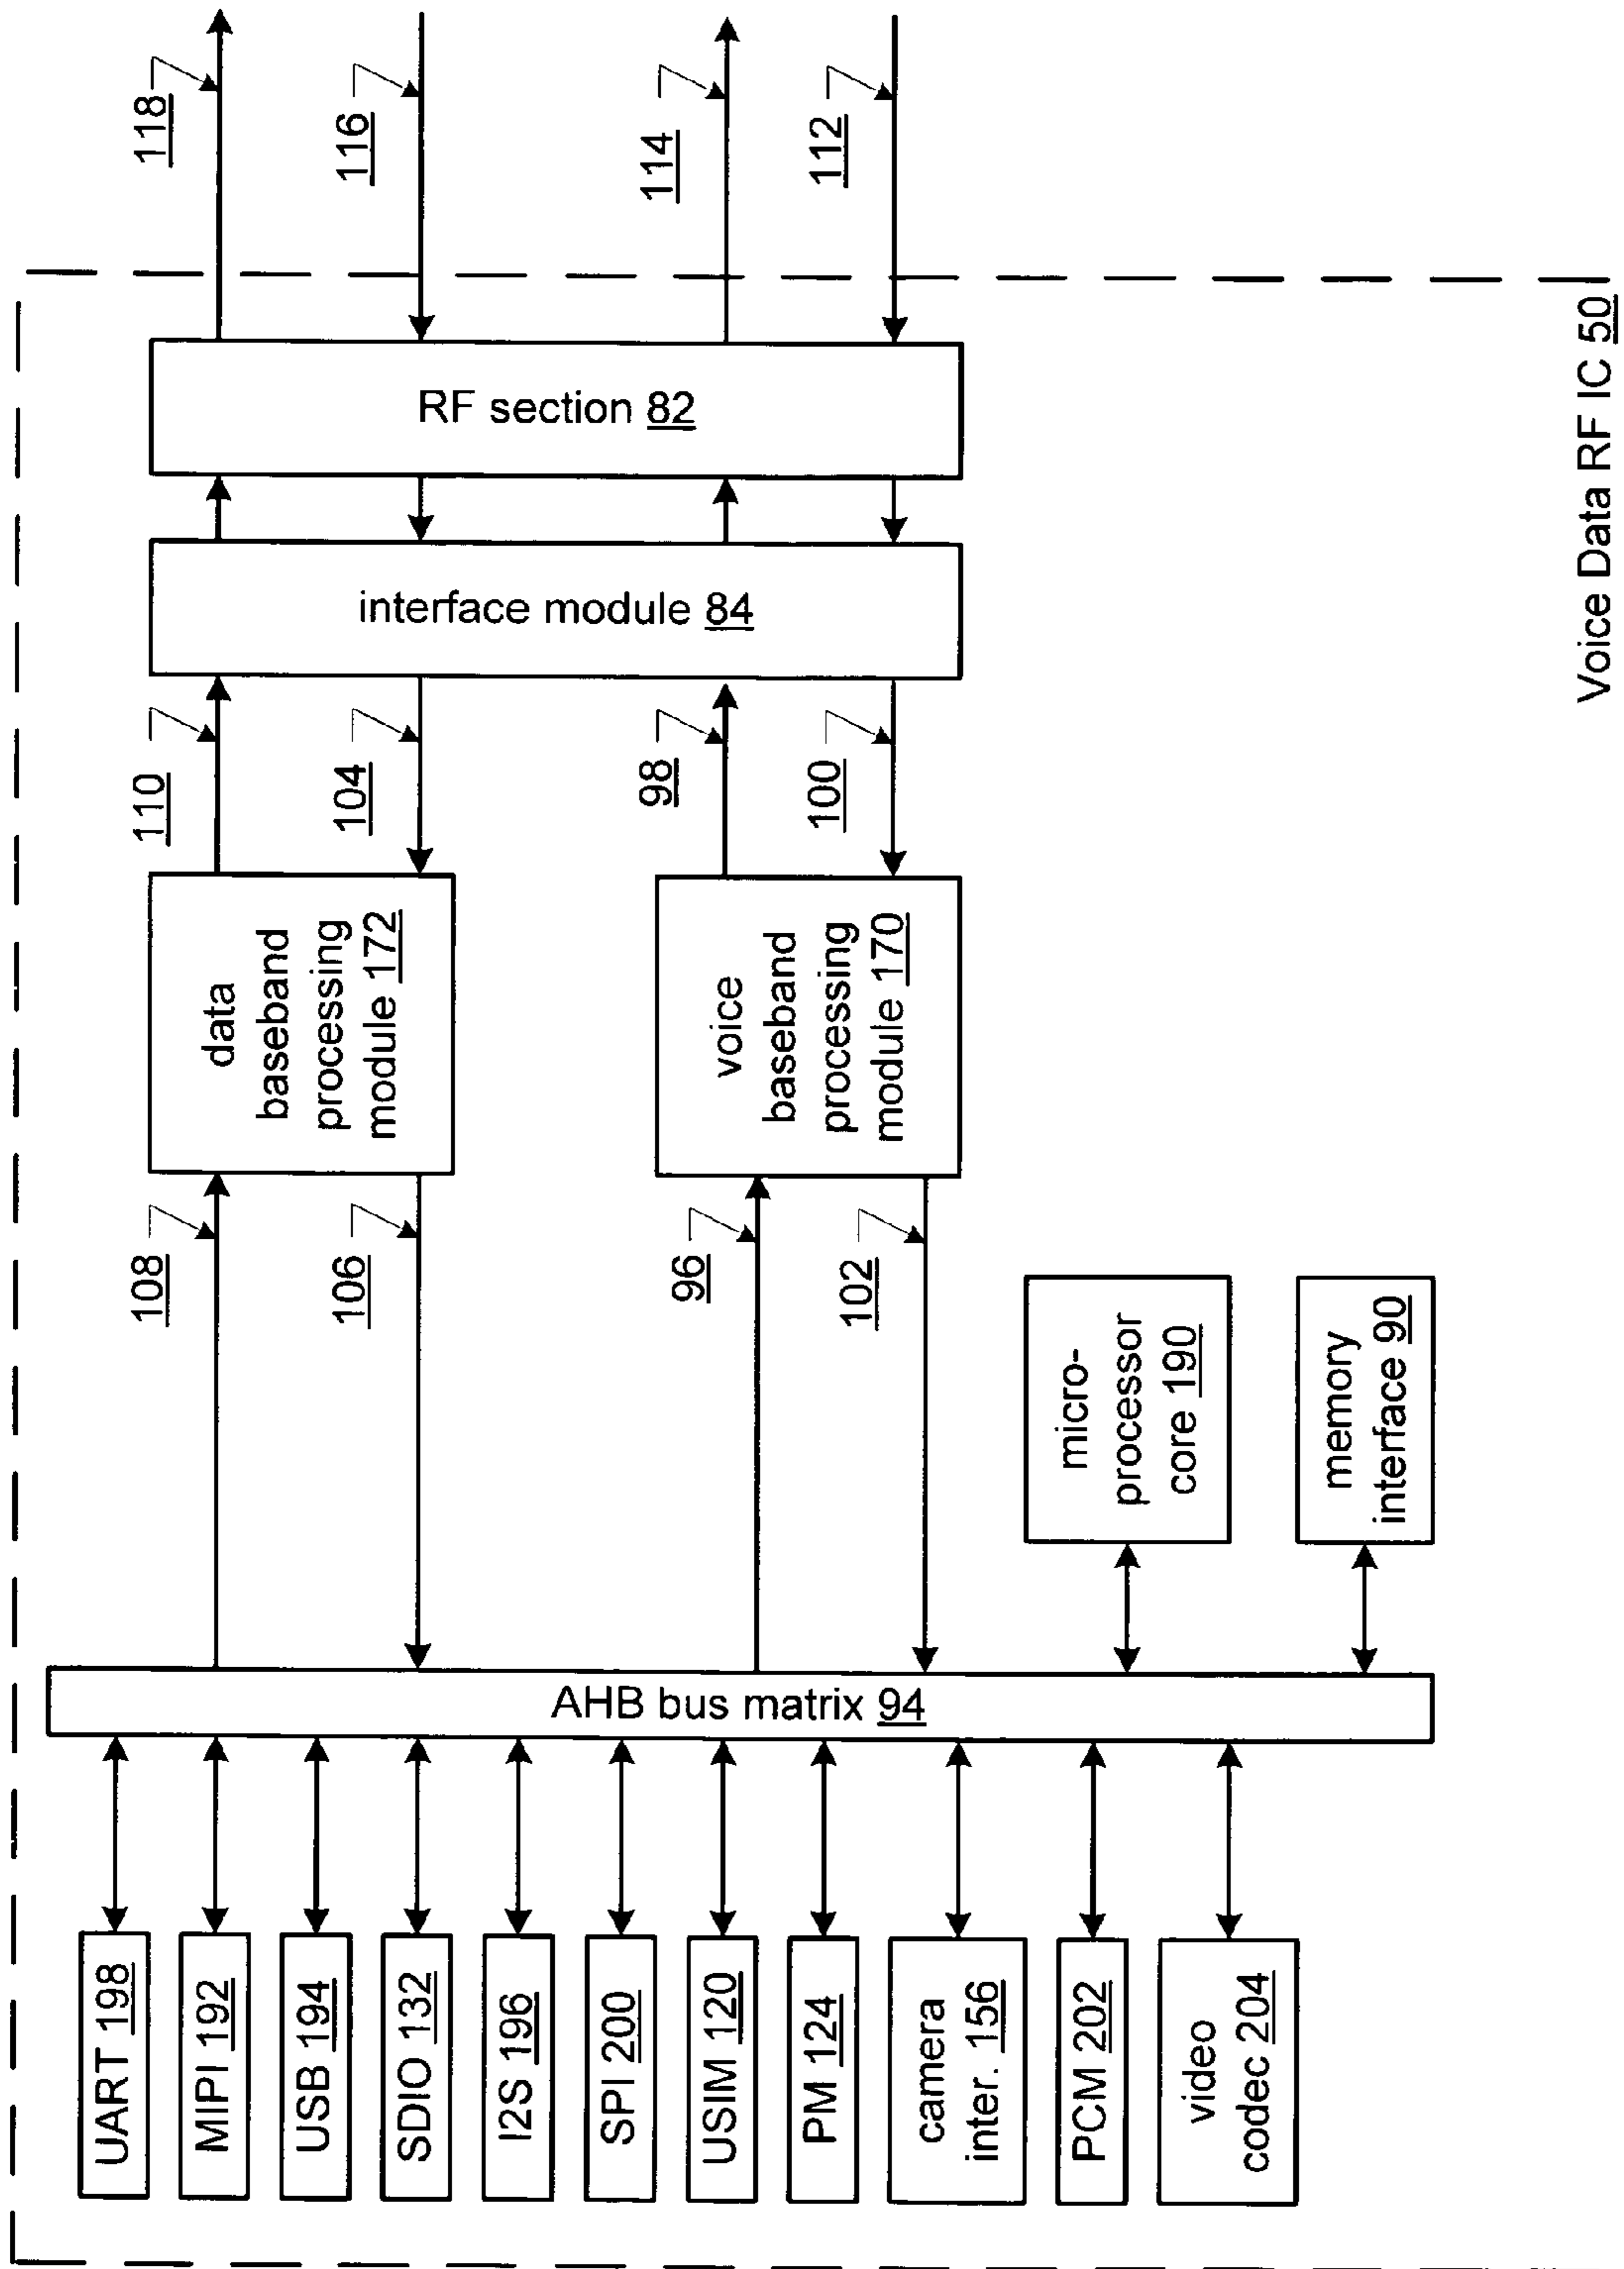 118
116
114
112
RF section 82
interface module 84
110
104
98
100
data
baseband
processing
module 172
voice
baseband
processing
module 170
108
106
96
102
micro-
processor
core 190
memory
interface 90
AHB bus matrix 94
UART 198
MIPI 192
USB 194
SDIO 132
I2S 196
SPI 200
USIM 120
PM 124
camera
inter. 156
PCM 202
video
codec 204
Voice Data RF IC 50